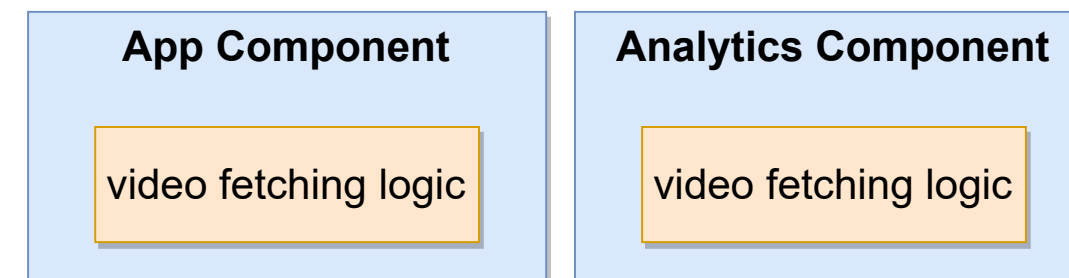 App Component
video fetching logic
Analytics Component
video fetching logic